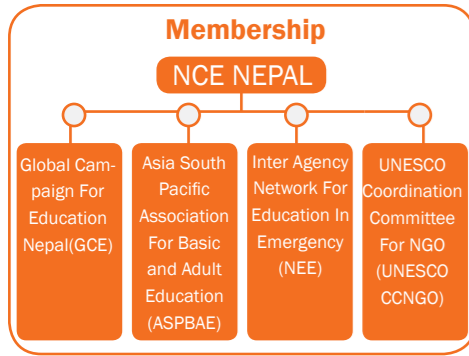 Membership
NCE NEPAL
Global Cam-
paign For
Education
Nepal(GCE)
Asia South
Pacific
Association
For Basic
and Adult
Education
(ASPBAE)
Inter Agency
Network For
Education In
Emergency
(NEE)
UNESCO
Coordination
Committee
For NGO
(UNESCO
CCNGO)